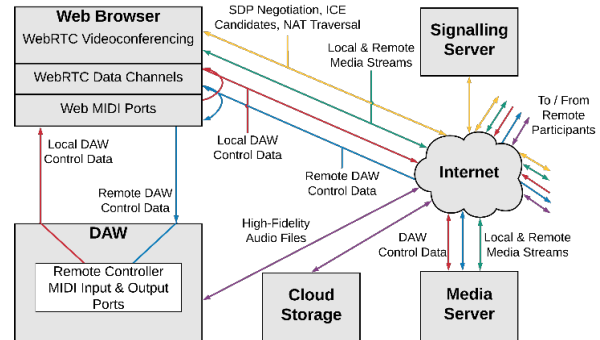 Web Browser
WebRTC Videoconferencing
WebRTC Data Channels
Web MIDI Ports
SDP Negotiation, ICE
Candidates, NAT Traversal
Local & Remote
Media Streams
Signalling
Server
To / From
Remote
Participants
Local DAW
Control Data
Local DAW
Control Data
Remote DAW
Control Data
Remote DAW
Control Data
Internet
High-Fidelity
Audio Files
DAW
Remote Controller
MIDI Input & Output
Ports
DAW
Control Data
Local & Remote
Media Streams
Cloud
Storage
Media
Server